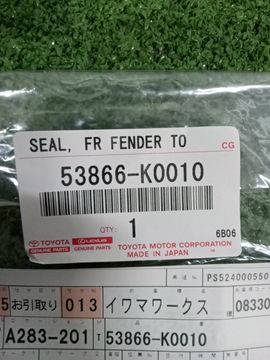 SEAL, FR FENDER TO CG
53866-K0010
QTY: 1
6B06
TOYOTA LEXUS TOYOTA MOTOR CORPORATION
GENUINE PARTS GENUINE PARTS MADE IN JAPAN
PS524000550
5 お引取り 013 イワマワークス 様 08330
A283-201 53866-K0010